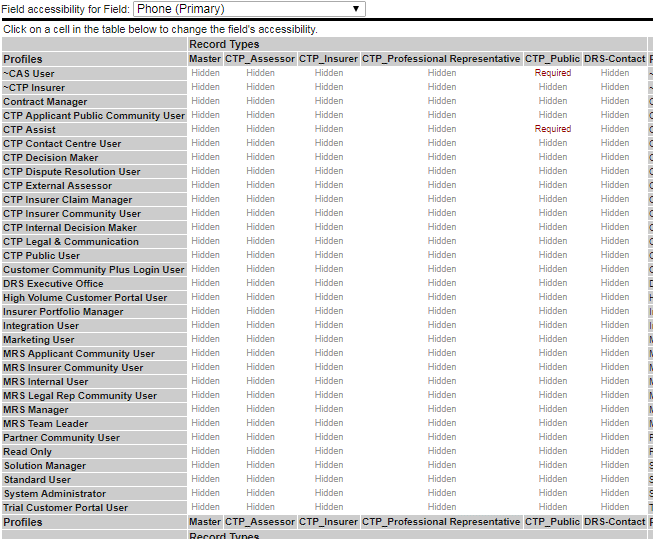 Field accessibility for Field: Phone (Primary)
Click on a cell in the table below to change the field's accessibility.
Record Types
Profiles Master CTP_Assessor CTP_Insurer CTP_Professional Representative CTP_Public DRS-Contact
~CAS User Hidden Hidden Hidden Hidden Required Hidden
~CTP Insurer Hidden Hidden Hidden Hidden Hidden Hidden
Contract Manager Hidden Hidden Hidden Hidden Hidden Hidden
CTP Applicant Public Community User Hidden Hidden Hidden Hidden Hidden Hidden
CTP Assist Hidden Hidden Hidden Hidden Required Hidden
CTP Contact Centre User Hidden Hidden Hidden Hidden Hidden Hidden
CTP Decision Maker Hidden Hidden Hidden Hidden Hidden Hidden
CTP Dispute Resolution User Hidden Hidden Hidden Hidden Hidden Hidden
CTP External Assessor Hidden Hidden Hidden Hidden Hidden Hidden
CTP Insurer Claim Manager Hidden Hidden Hidden Hidden Hidden Hidden
CTP Insurer Community User Hidden Hidden Hidden Hidden Hidden Hidden
CTP Internal Decision Maker Hidden Hidden Hidden Hidden Hidden Hidden
CTP Legal & Communication Hidden Hidden Hidden Hidden Hidden Hidden
CTP Public User Hidden Hidden Hidden Hidden Hidden Hidden
Customer Community Plus Login User Hidden Hidden Hidden Hidden Hidden Hidden
DRS Executive Office Hidden Hidden Hidden Hidden Hidden Hidden
High Volume Customer Portal User Hidden Hidden Hidden Hidden Hidden Hidden
Insurer Portfolio Manager Hidden Hidden Hidden Hidden Hidden Hidden
Integration User Hidden Hidden Hidden Hidden Hidden Hidden
Marketing User Hidden Hidden Hidden Hidden Hidden Hidden
MRS Applicant Community User Hidden Hidden Hidden Hidden Hidden Hidden
MRS Insurer Community User Hidden Hidden Hidden Hidden Hidden Hidden
MRS Internal User Hidden Hidden Hidden Hidden Hidden Hidden
MRS Legal Rep Community User Hidden Hidden Hidden Hidden Hidden Hidden
MRS Manager Hidden Hidden Hidden Hidden Hidden Hidden
MRS Team Leader Hidden Hidden Hidden Hidden Hidden Hidden
Partner Community User Hidden Hidden Hidden Hidden Hidden Hidden
Read Only Hidden Hidden Hidden Hidden Hidden Hidden
Solution Manager Hidden Hidden Hidden Hidden Hidden Hidden
Standard User Hidden Hidden Hidden Hidden Hidden Hidden
System Administrator Hidden Hidden Hidden Hidden Hidden Hidden
Trial Customer Portal User Hidden Hidden Hidden Hidden Hidden Hidden
Profiles Master CTP_Assessor CTP_Insurer CTP_Professional Representative CTP_Public DRS-Contact
Record Types